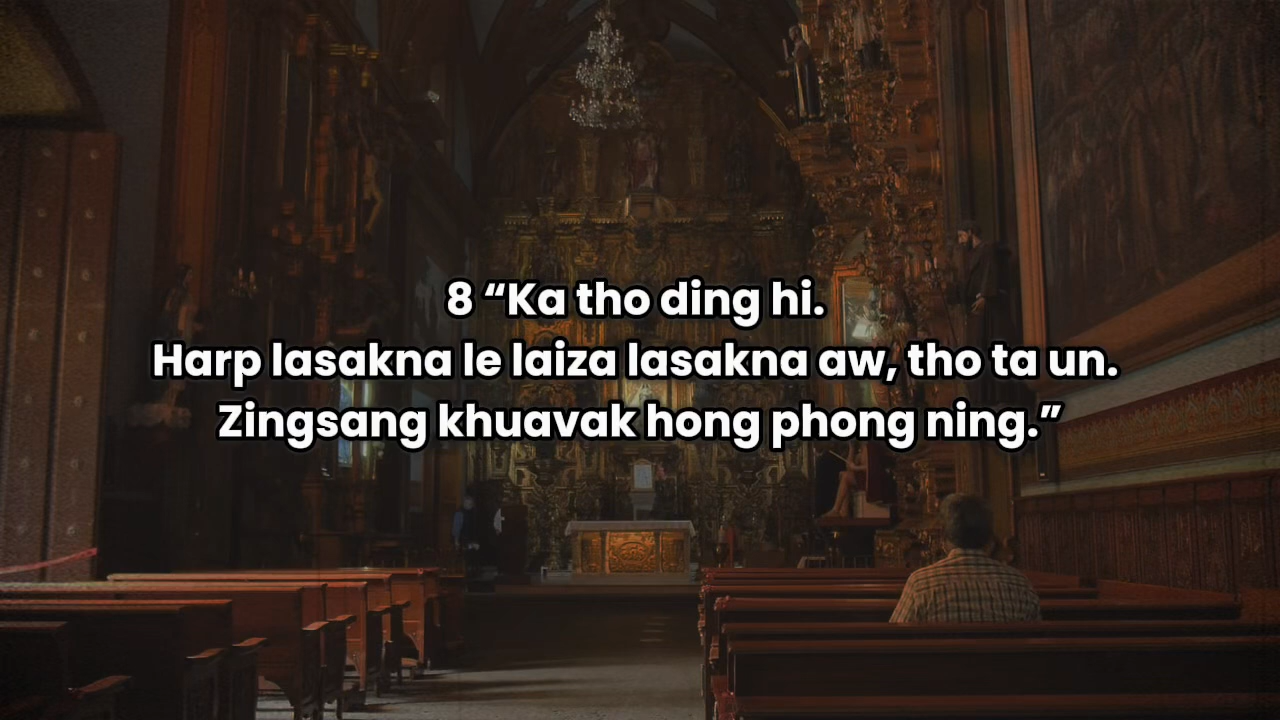 8 “Ka tho ding hi.
Harp lasakna le laiza lasakna aw, tho ta un.
Zingsang khuavak hong phong ning.”